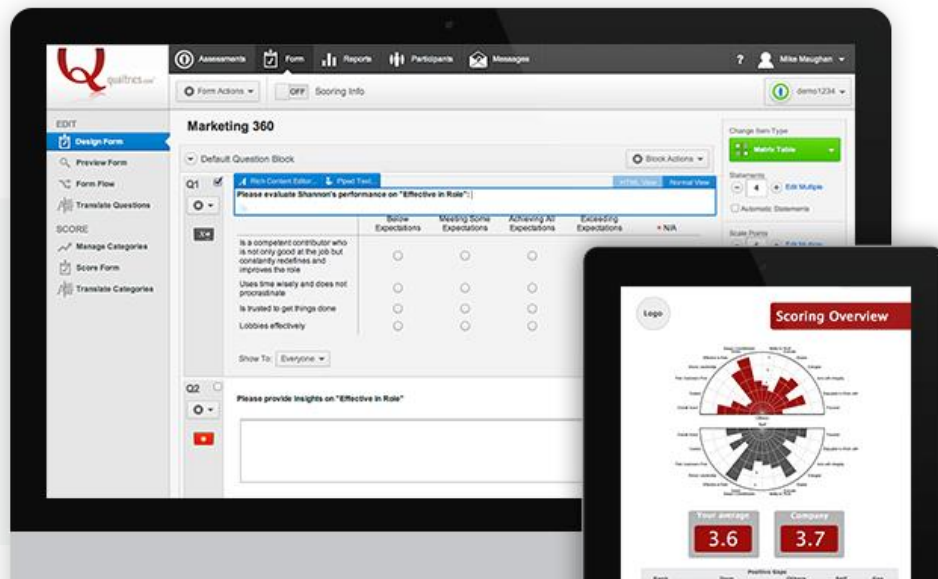 Qualtrics.com
Assessments Form Reports Participants Messages ? Mike Maughan
Form Actions OFF Scoring Info demo1234
EDIT
Design Form
Preview Form
Form Flow
Translate Questions
SCORE
Manage Categories
Score Form
Translate Categories
Marketing 360
Default Question Block Block Actions
Q1 Rich Content Editor... Piped Text... HTML View Normal View
Please evaluate Shannon's performance on "Effective in Role":
Below Expectations Meeting Some Expectations Achieving All Expectations Exceeding Expectations N/A
Is a competent contributor who
is not only good at the job but
constantly redefines and
improves the role
Uses time wisely and does not
procrastinate
Is trusted to get things done
Lobbies effectively
Show To: Everyone
Q2
Please provide insights on "Effective in Role"
Change Item Type
Matrix Table
Statements
4 Edit Multiple
Automatic Statements
Scale Points
Logo
Scoring Overview
Others
Self
Your average Company
3.6 3.7
Positive Gaps